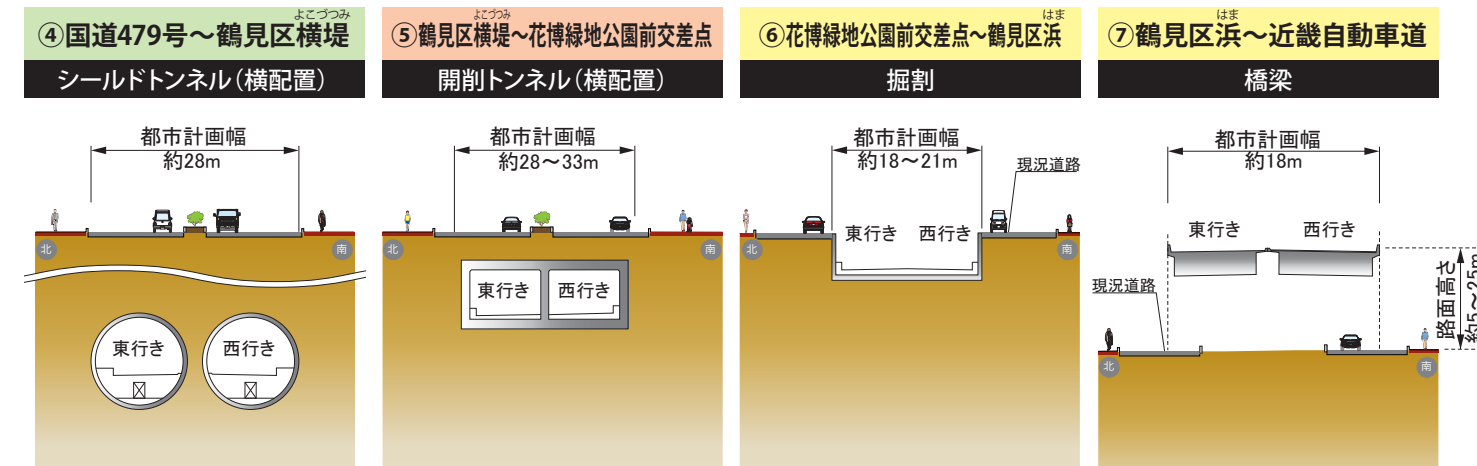 ④国道479号～鶴見区横堤
よこづつみ
シールドトンネル（横配置）
都市計画幅
約28m
北
南
東行き
西行き
⑤鶴見区横堤～花博緑地公園前交差点
よこづつみ
開削トンネル（横配置）
都市計画幅
約28～33m
北
南
東行き
西行き
⑥花博緑地公園前交差点～鶴見区浜
はま
掘割
都市計画幅
約18～21m
現況道路
東行き
西行き
北
南
⑦鶴見区浜～近畿自動車道
はま
橋梁
都市計画幅
約18m
東行き
西行き
現況道路
路面高さ
約5～25m
北
南